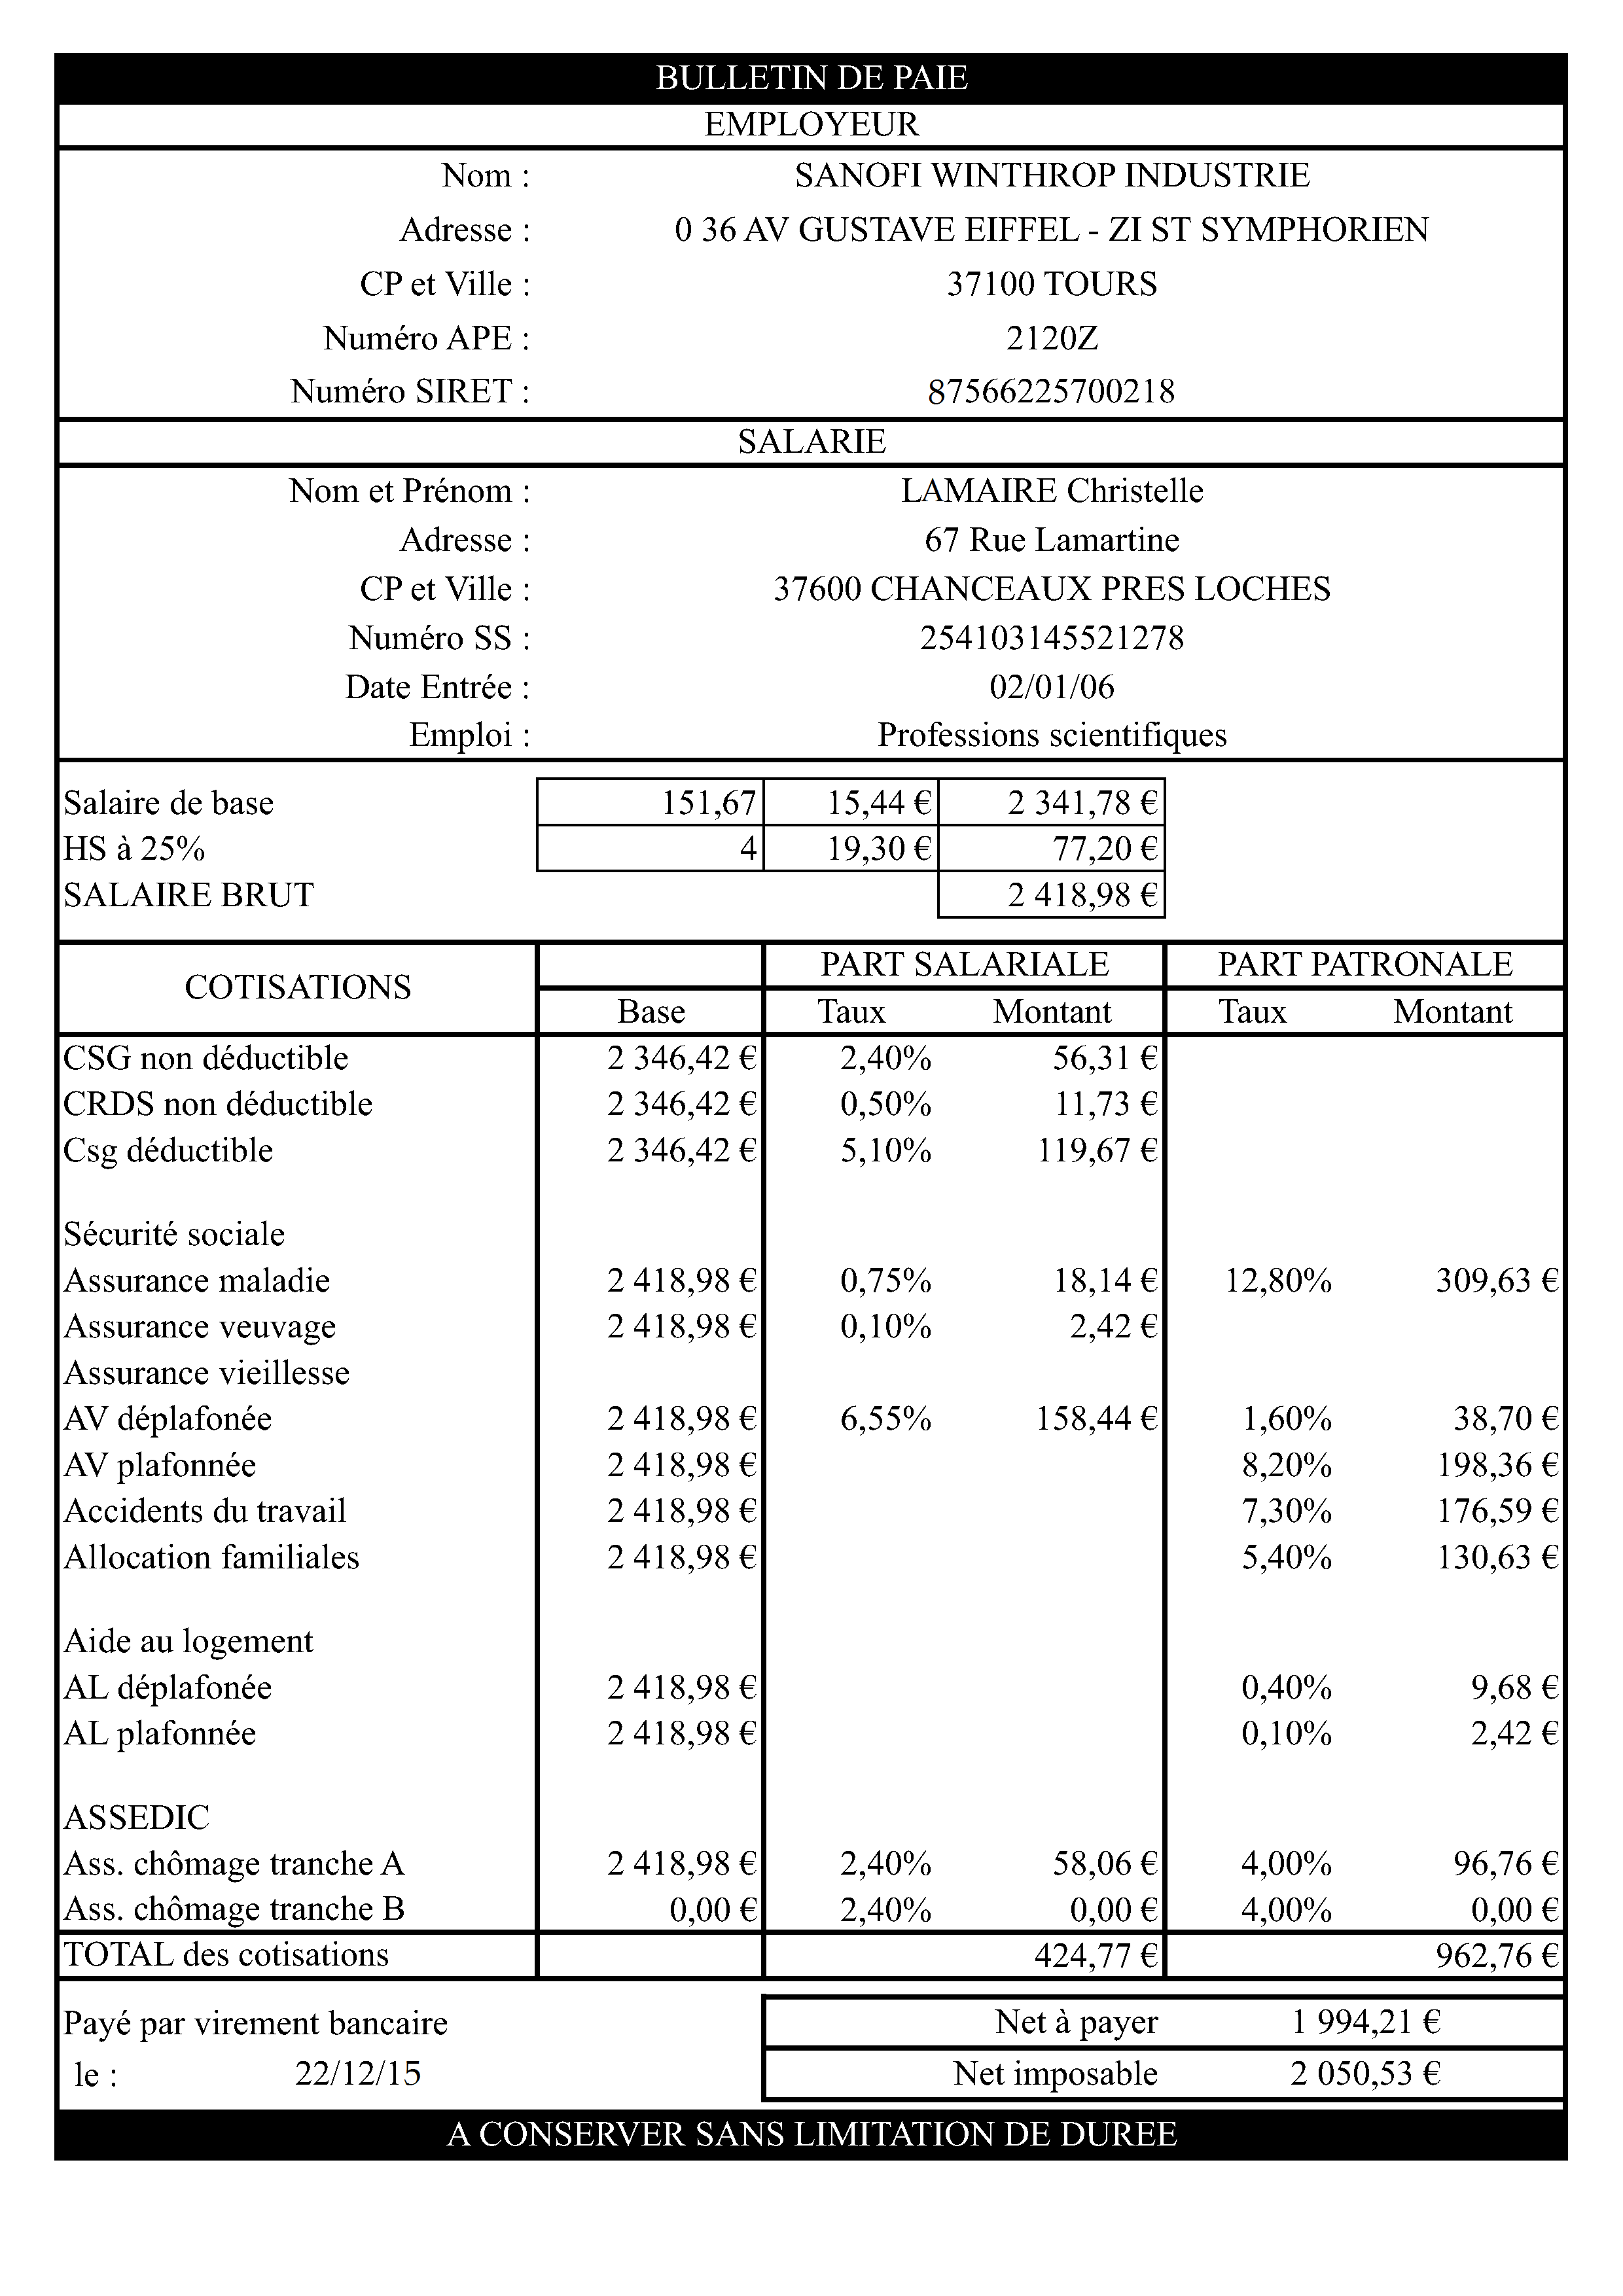 BULLETIN DE PAIE
EMPLOYEUR
Nom : SANOFI WINTHROP INDUSTRIE
Adresse : 0 36 AV GUSTAVE EIFFEL - ZI ST SYMPHORIEN
CP et Ville : 37100 TOURS
Numéro APE : 2120Z
Numéro SIRET : 87566225700218
SALARIE
Nom et Prénom : LAMAIRE Christelle
Adresse : 67 Rue Lamartine
CP et Ville : 37600 CHANCEAUX PRES LOCHES
Numéro SS : 254103145521278
Date Entrée : 02/01/06
Emploi : Professions scientifiques
Salaire de base 151,67 15,44 € 2 341,78 €
HS à 25% 4 19,30 € 77,20 €
SALAIRE BRUT 2 418,98 €
COTISATIONS PART SALARIALE PART PATRONALE
Base Taux Montant Taux Montant
CSG non déductible 2 346,42 € 2,40% 56,31 €
CRDS non déductible 2 346,42 € 0,50% 11,73 €
Csg déductible 2 346,42 € 5,10% 119,67 €
Sécurité sociale
Assurance maladie 2 418,98 € 0,75% 18,14 € 12,80% 309,63 €
Assurance veuvage 2 418,98 € 0,10% 2,42 €
Assurance vieillesse
AV déplafonée 2 418,98 € 6,55% 158,44 € 1,60% 38,70 €
AV plafonnée 2 418,98 € 8,20% 198,36 €
Accidents du travail 2 418,98 € 7,30% 176,59 €
Allocation familiales 2 418,98 € 5,40% 130,63 €
Aide au logement
AL déplafonée 2 418,98 € 0,40% 9,68 €
AL plafonnée 2 418,98 € 0,10% 2,42 €
ASSEDIC
Ass. chômage tranche A 2 418,98 € 2,40% 58,06 € 4,00% 96,76 €
Ass. chômage tranche B 0,00 € 2,40% 0,00 € 4,00% 0,00 €
TOTAL des cotisations 424,77 € 962,76 €
Payé par virement bancaire Net à payer 1 994,21 €
le : 22/12/15 Net imposable 2 050,53 €
A CONSERVER SANS LIMITATION DE DUREE